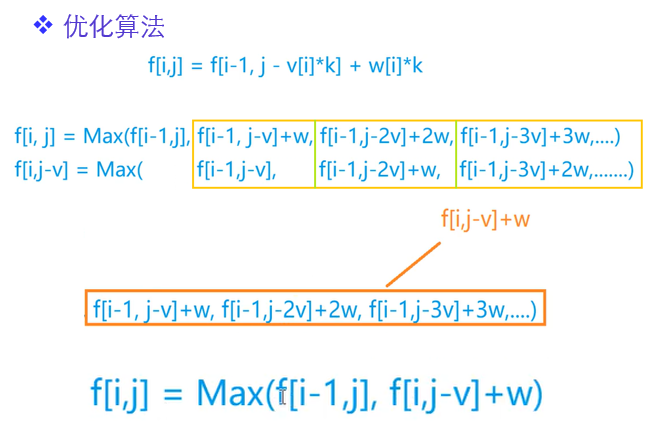 ❖ 优化算法
f[i,j] = f[i-1, j - v[i]*k] + w[i]*k
f[i, j] = Max(f[i-1,j], f[i-1, j-v]+w, f[i-1,j-2v]+2w, f[i-1,j-3v]+3w,....)
f[i,j-v] = Max( f[i-1,j-v], f[i-1,j-2v]+w, f[i-1,j-3v]+2w,.......)
f[i,j-v]+w
f[i-1, j-v]+w, f[i-1,j-2v]+2w, f[i-1,j-3v]+3w,....)
f[i,j] = Max(f[i-1,j], f[i,j-v]+w)